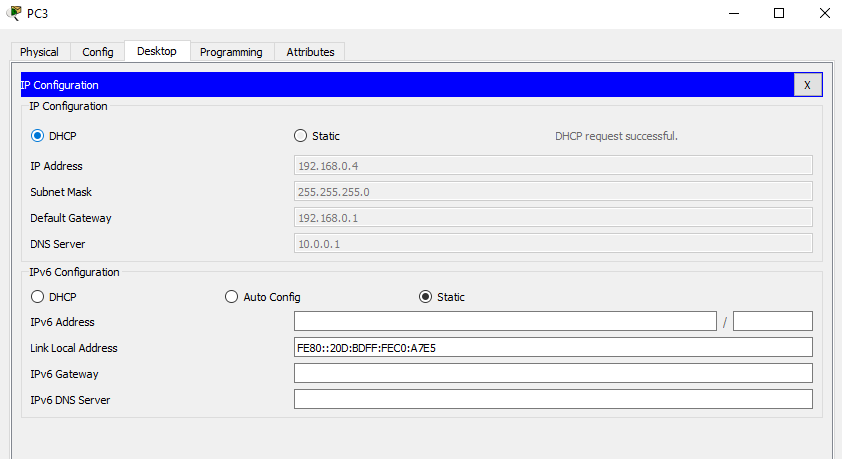 PC3
Physical Config Desktop Programming Attributes
IP Configuration X
IP Configuration
DHCP Static DHCP request successful.
IP Address 192.168.0.4
Subnet Mask 255.255.255.0
Default Gateway 192.168.0.1
DNS Server 10.0.0.1
IPv6 Configuration
DHCP Auto Config Static
IPv6 Address /
Link Local Address FE80::20D:BDFF:FEC0:A7E5
IPv6 Gateway
IPv6 DNS Server